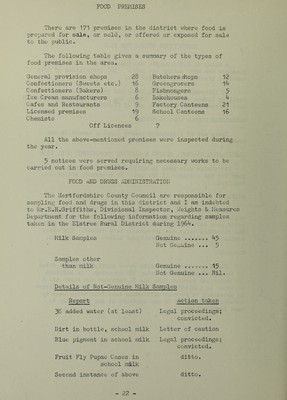 FOOD PREMISES
There are 171 premises in the district where food is
prepared for sale, or sold, or offered or exposed for sale
to the public.
The following table gives a summary of the types of
food premises in the area.
General provision shops 28 Butchers shops 12
Confectioners (Sweets etc.) 16 Greengrocers 14
Confectioners (Bakers) 8 Fishmongers 5
Ice Cream manufacturers 6 Bakehouses 4
Cafes and Restaurants 9 Factory Canteens 21
Licensed premises 19 School Canteens 16
Chemists 6
Off Licenses 7
All the above-mentioned premises were inspected during
the year.
5 notices were served requiring necessary works to be
carried out in food premises.
FOOD AND DRUGS ADMINISTRATION
The Hertfordshire County Council are responsible for
sampling food and drugs in this district and I am indebted
to Mr.R.Griffiths, Divisional Inspector, Weights & Measures
Department for the following information regarding samples
taken in the Elstree Rural District during 1964.
Milk Samples Genuine ....... 45
Not Genuine ... 5
Samples other
than milk Genuine ....... 15
Not Genuine ... Nil.
Details of Not-Genuine Milk Samples
Report Action taken
3% added water (at least) Legal proceedings;
convicted.
Dirt in bottle, school milk Letter of caution
Blue pigment in school milk Legal proceedings;
convicted.
Fruit Fly Pupae Cases in ditto.
school milk
Second instance of above ditto.
- 22 -